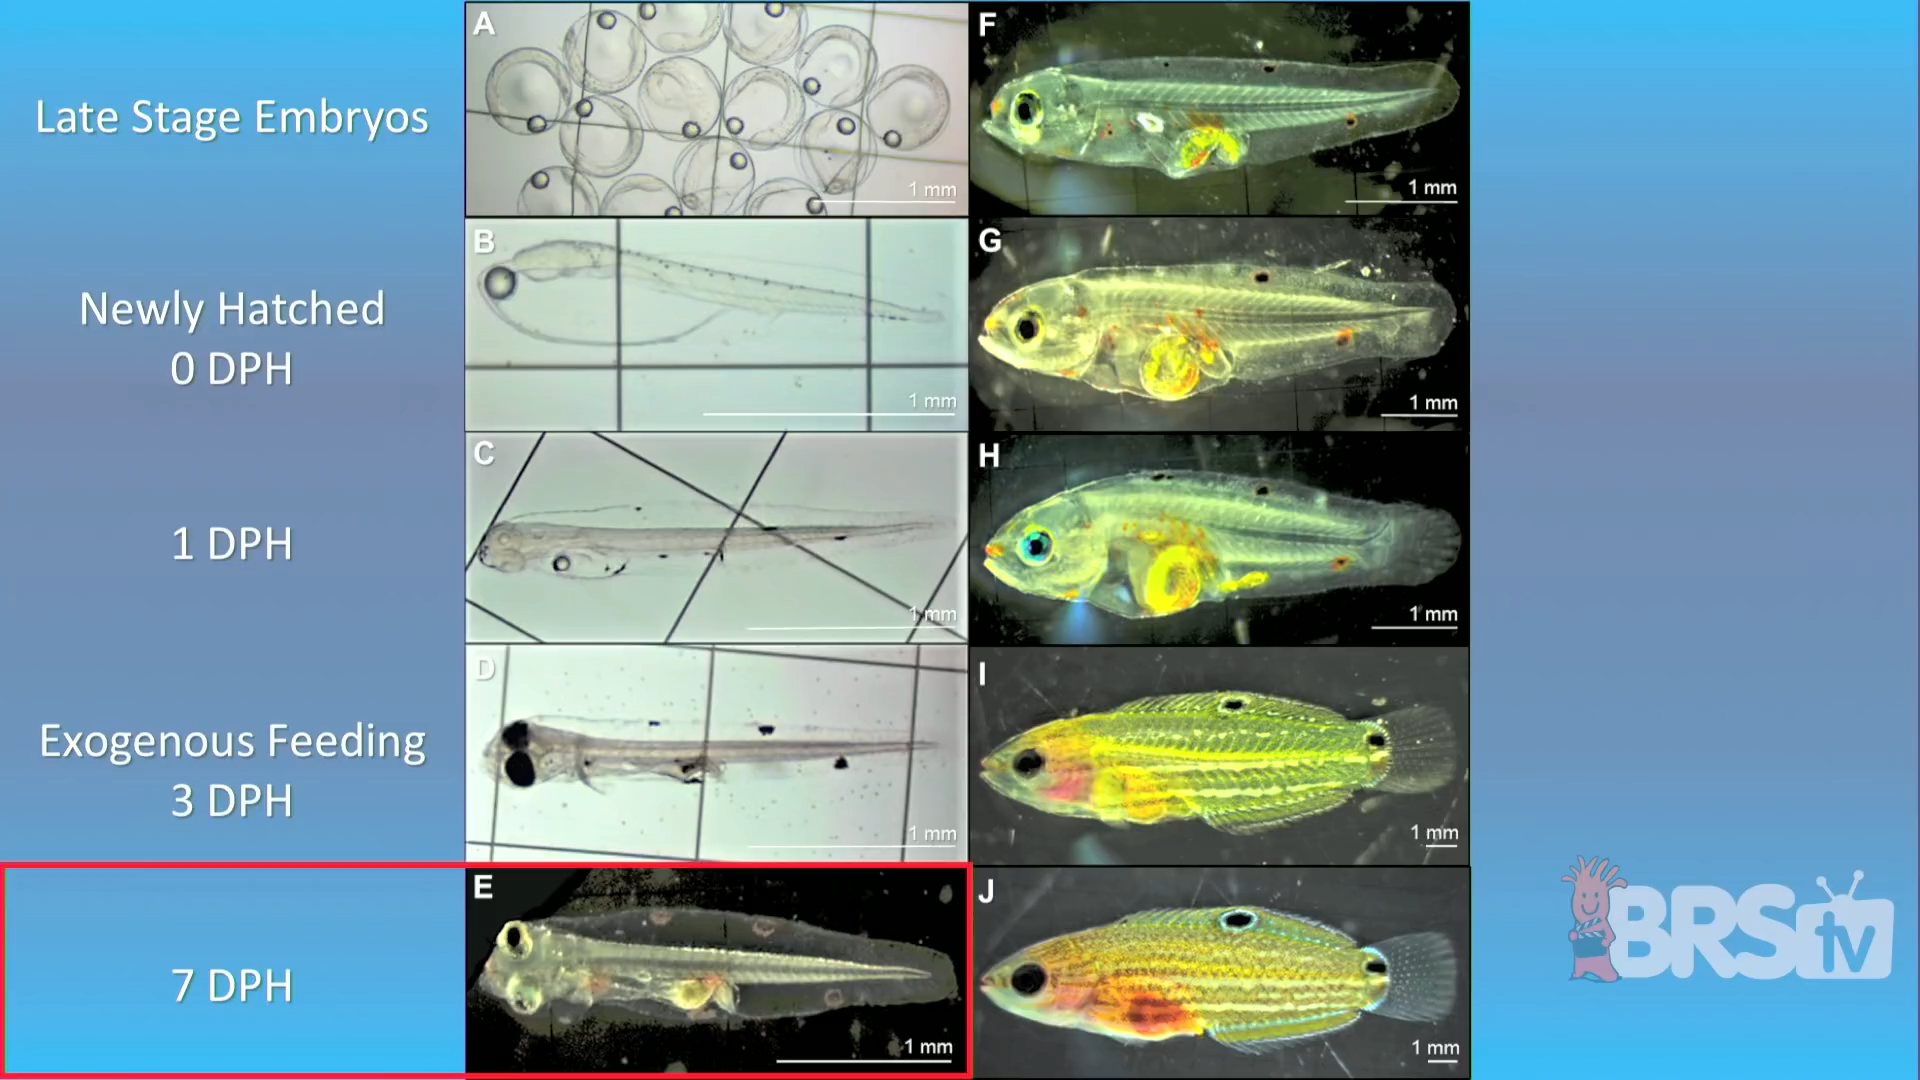 Late Stage Embryos
Newly Hatched
0 DPH
1 DPH
Exogenous Feeding
3 DPH
7 DPH
A
1 mm
B
1 mm
C
1 mm
D
1 mm
E
1 mm
F
1 mm
G
1 mm
H
1 mm
I
1 mm
J
1 mm
BRStv